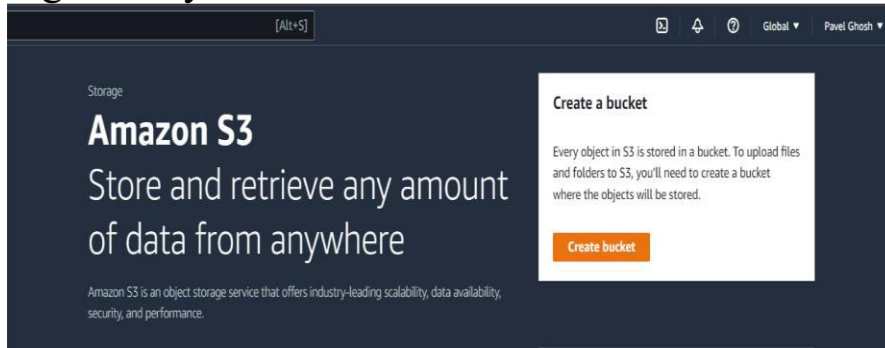 [Alt+S]
Global ▼
Pavel Ghosh ▼
Storage
Amazon S3
Store and retrieve any amount
of data from anywhere
Amazon S3 is an object storage service that offers industry-leading scalability, data availability,
security, and performance.
Create a bucket
Every object in S3 is stored in a bucket. To upload files
and folders to S3, you'll need to create a bucket
where the objects will be stored.
Create bucket